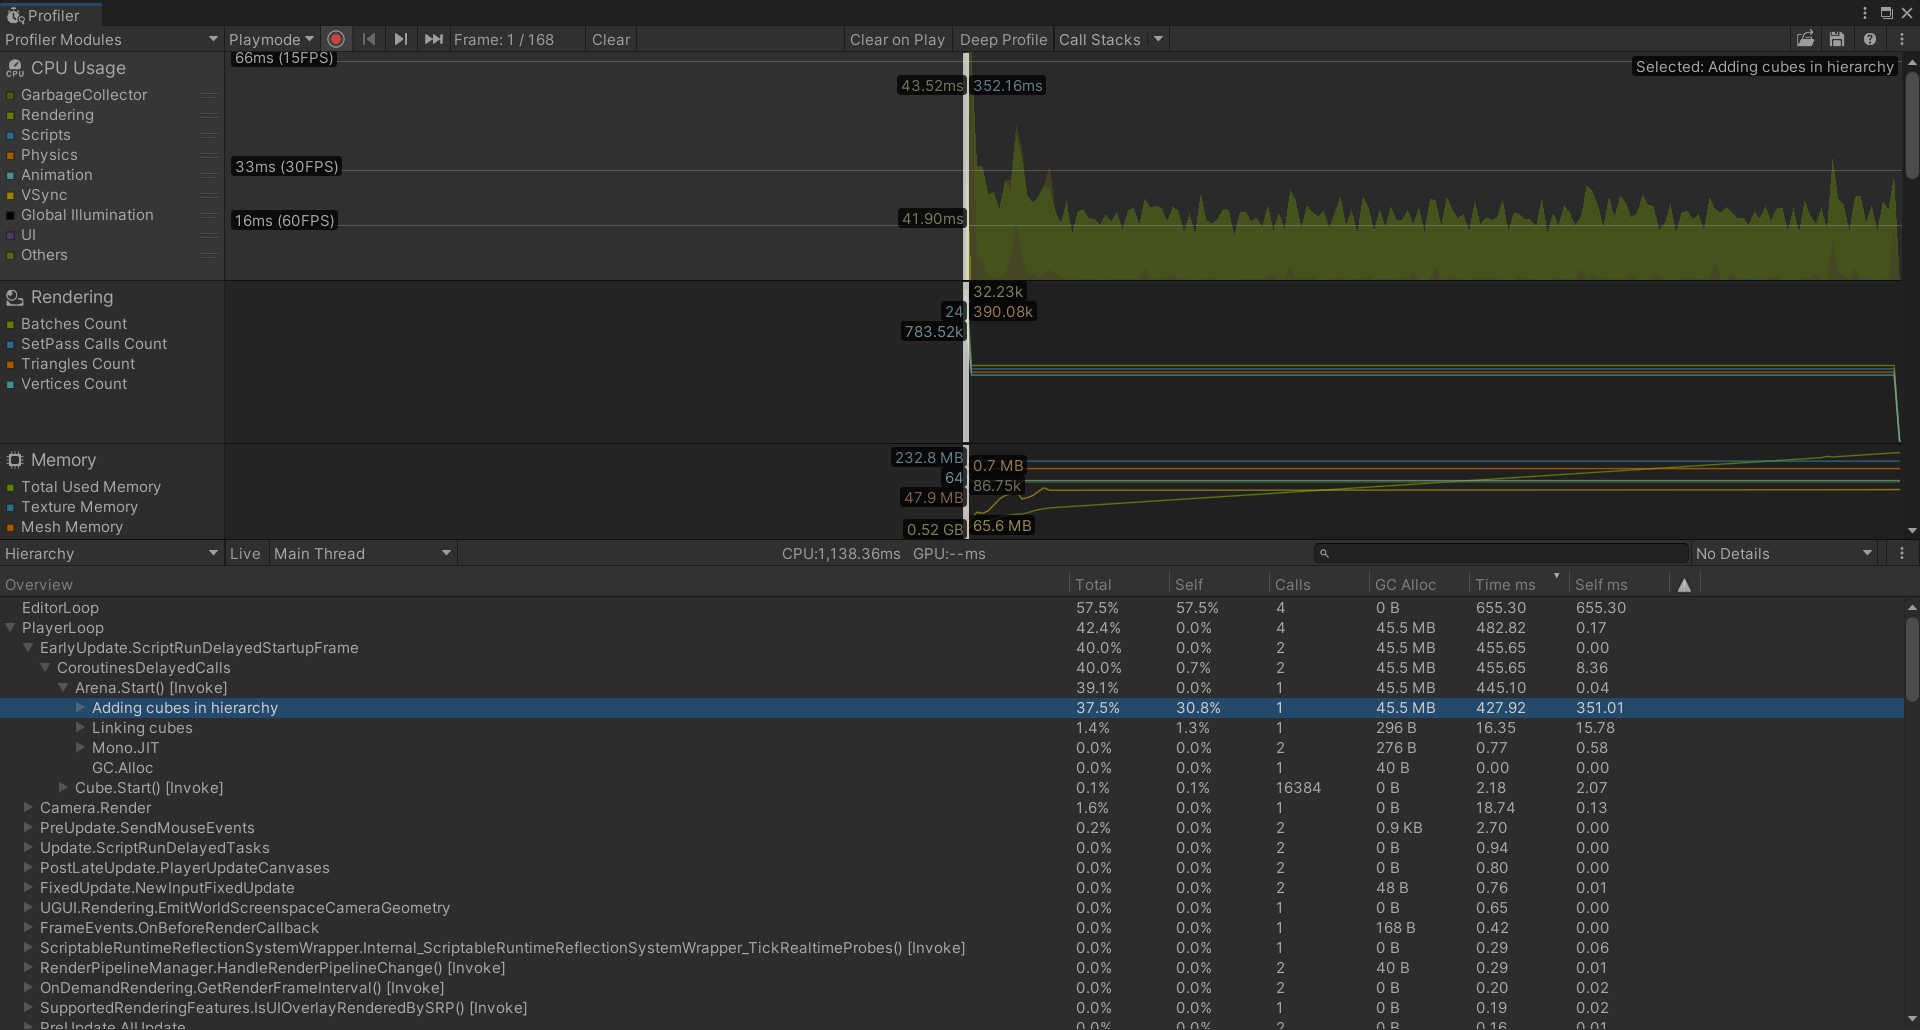 Profiler
Profiler Modules Playmode Frame: 1 / 168 Clear Clear on Play Deep Profile Call Stacks
CPU Usage
GarbageCollector
Rendering
Scripts
Physics
Animation
VSync
Global Illumination
UI
Others
66ms (15FPS)
33ms (30FPS)
16ms (60FPS)
43.52ms 352.16ms
41.90ms
Selected: Adding cubes in hierarchy
Rendering
Batches Count
SetPass Calls Count
Triangles Count
Vertices Count
32.23k
24 390.08k
783.52k
Memory
Total Used Memory
Texture Memory
Mesh Memory
232.8 MB 0.7 MB
64 86.75k
47.9 MB
0.52 GB 65.6 MB
Hierarchy Live Main Thread CPU:1,138.36ms GPU:--ms No Details
Overview Total Self Calls GC Alloc Time ms Self ms
EditorLoop 57.5% 57.5% 4 0 B 655.30 655.30
PlayerLoop 42.4% 0.0% 4 45.5 MB 482.82 0.17
EarlyUpdate.ScriptRunDelayedStartupFrame 40.0% 0.0% 2 45.5 MB 455.65 0.00
CoroutinesDelayedCalls 40.0% 0.7% 2 45.5 MB 455.65 8.36
Arena.Start() [Invoke] 39.1% 0.0% 1 45.5 MB 445.10 0.04
Adding cubes in hierarchy 37.5% 30.8% 1 45.5 MB 427.92 351.01
Linking cubes 1.4% 1.3% 1 296 B 16.35 15.78
Mono.JIT 0.0% 0.0% 2 276 B 0.77 0.58
GC.Alloc 0.0% 0.0% 1 40 B 0.00 0.00
Cube.Start() [Invoke] 0.1% 0.1% 16384 0 B 2.18 2.07
Camera.Render 1.6% 0.0% 1 0 B 18.74 0.13
PreUpdate.SendMouseEvents 0.2% 0.0% 2 0.9 KB 2.70 0.00
Update.ScriptRunDelayedTasks 0.0% 0.0% 2 0 B 0.94 0.00
PostLateUpdate.PlayerUpdateCanvases 0.0% 0.0% 2 0 B 0.80 0.00
FixedUpdate.NewInputFixedUpdate 0.0% 0.0% 2 48 B 0.76 0.01
UGUI.Rendering.EmitWorldScreenspaceCameraGeometry 0.0% 0.0% 1 0 B 0.65 0.00
FrameEvents.OnBeforeRenderCallback 0.0% 0.0% 1 168 B 0.42 0.00
ScriptableRuntimeReflectionSystemWrapper.Internal_ScriptableRuntimeReflectionSystemWrapper_TickRealtimeProbes() [Invoke] 0.0% 0.0% 1 0 B 0.29 0.06
RenderPipelineManager.HandleRenderPipelineChange() [Invoke] 0.0% 0.0% 2 40 B 0.29 0.01
OnDemandRendering.GetRenderFrameInterval() [Invoke] 0.0% 0.0% 2 0 B 0.20 0.02
SupportedRenderingFeatures.IsUIOverlayRenderedBySRP() [Invoke] 0.0% 0.0% 1 0 B 0.19 0.02
PreUpdate.AIUpdate 0.0% 0.0% 2 0 B 0.16 0.01